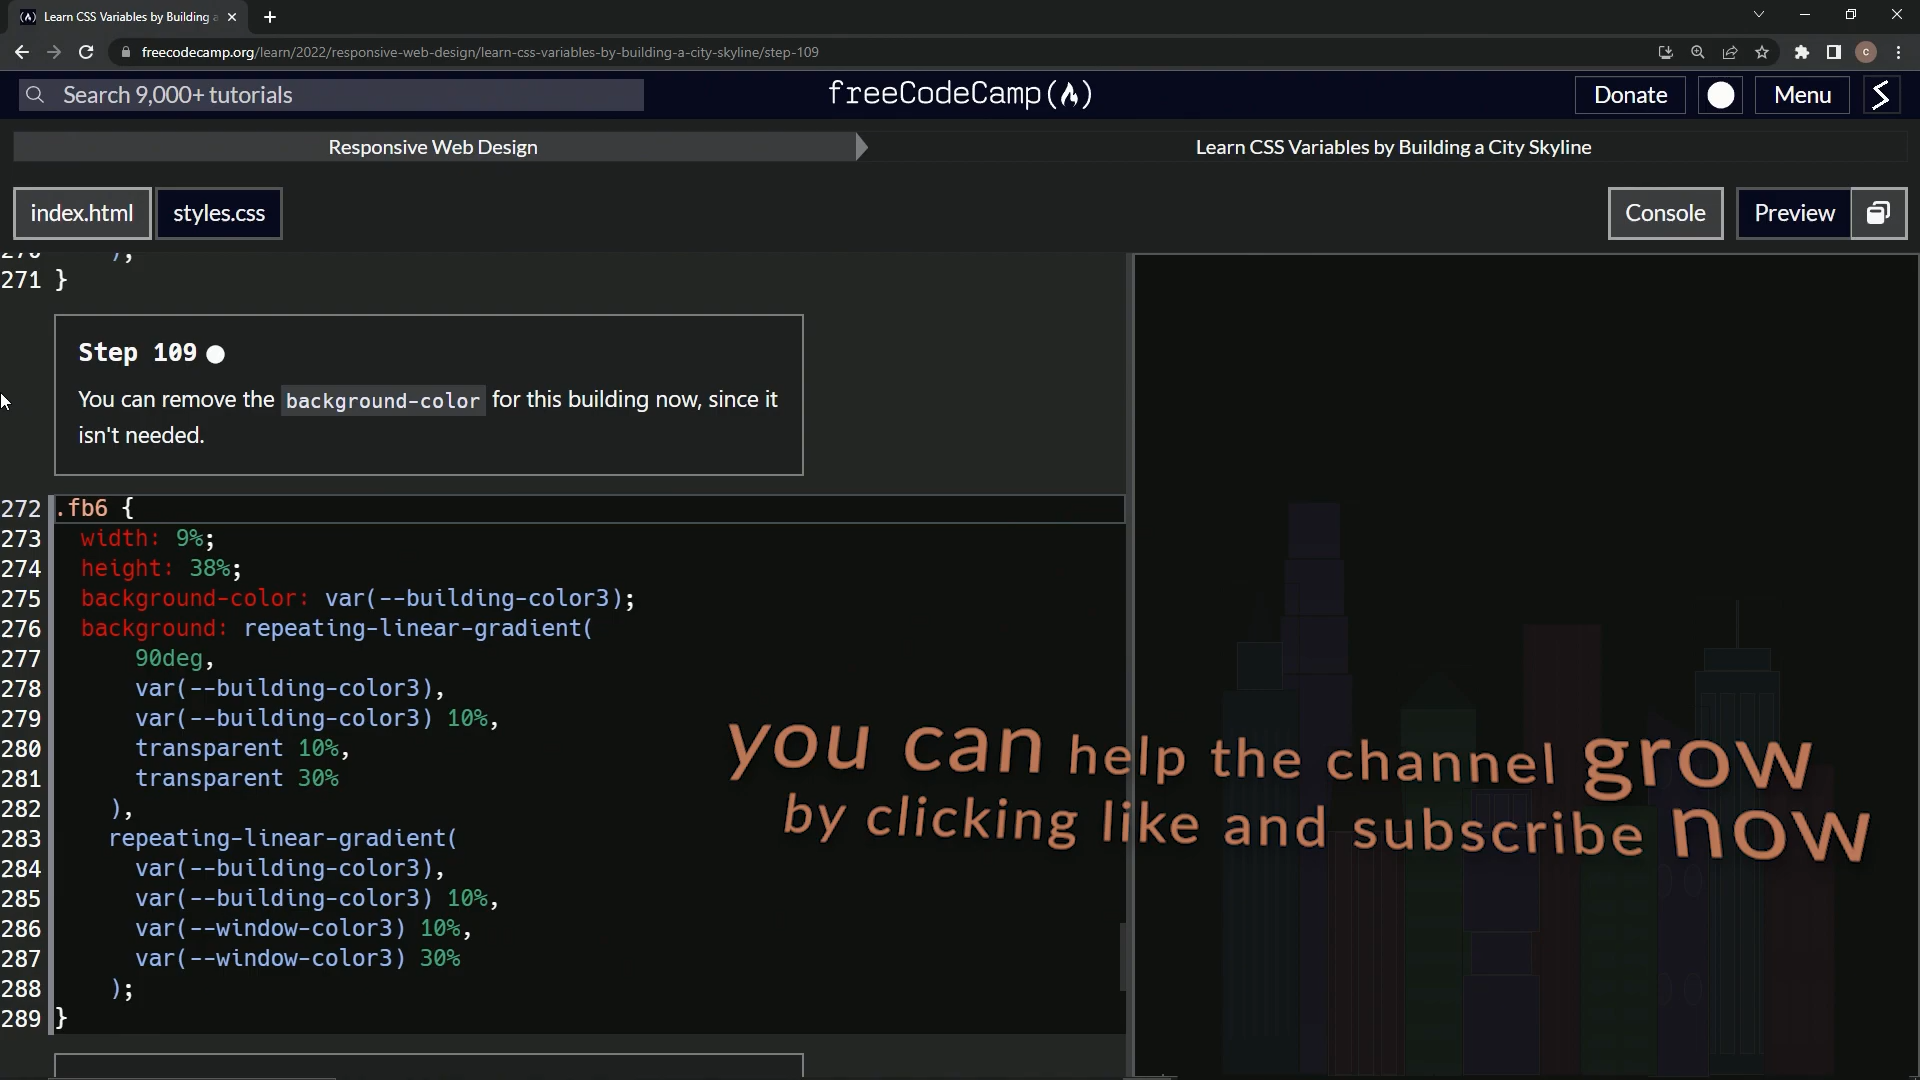 Learn CSS Variables by Building a
freecodecamp.org/learn/2022/responsive-web-design/learn-css-variables-by-building-a-city-skyline/step-109
C
Search 9,000+ tutorials
freeCodeCamp(🔥)
Donate
Menu
Responsive Web Design
Learn CSS Variables by Building a City Skyline
index.html
styles.css
Console
Preview
270 ),
271 }
Step 109
You can remove the background-color for this building now, since it
isn't needed.
272 .fb6 {
273 width: 9%;
274 height: 38%;
275 background-color: var(--building-color3);
276 background: repeating-linear-gradient(
277 90deg,
278 var(--building-color3),
279 var(--building-color3) 10%,
280 transparent 10%,
281 transparent 30%
282 ),
283 repeating-linear-gradient(
284 var(--building-color3),
285 var(--building-color3) 10%,
286 var(--window-color3) 10%,
287 var(--window-color3) 30%
288 );
289 }
you can help the channel grow
by clicking like and subscribe now